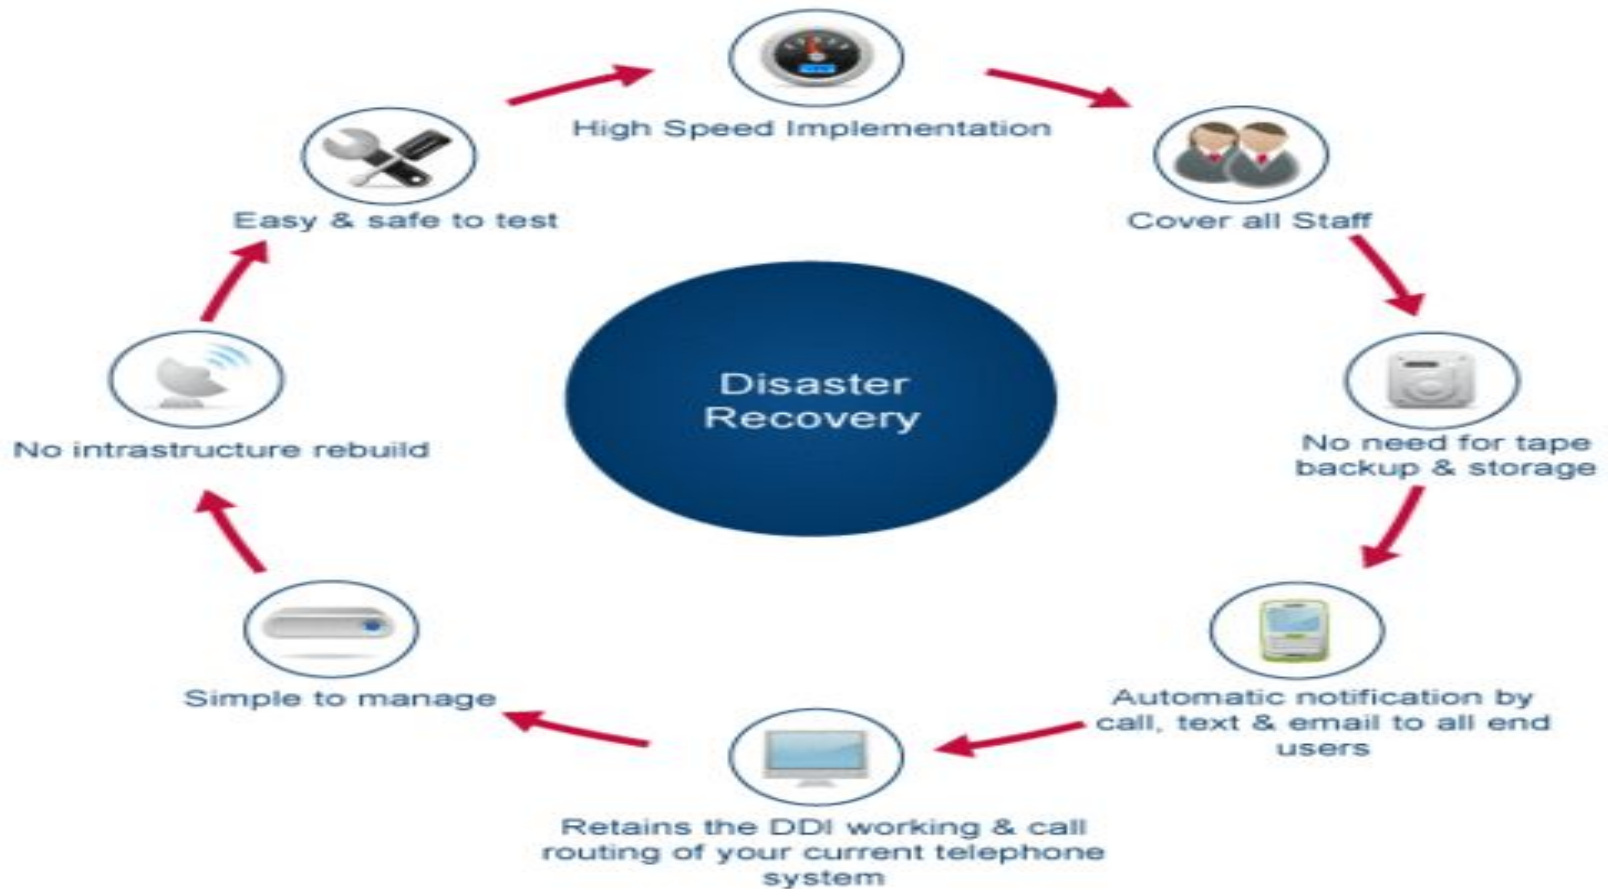 High Speed Implementation
Cover all Staff
No need for tape
backup & storage
Automatic notification by
call, text & email to all end
users
Retains the DDI working & call
routing of your current telephone
system
Simple to manage
No intrastructure rebuild
Easy & safe to test
Disaster
Recovery